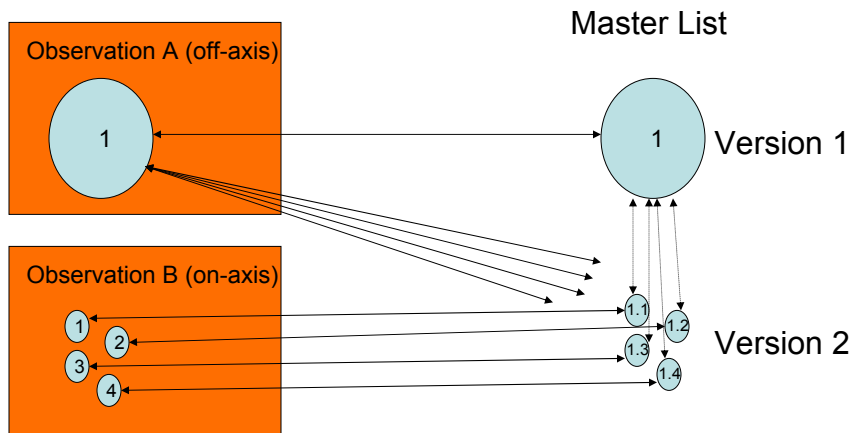 Master List
Observation A (off-axis)
1
1
Version 1
Observation B (on-axis)
1
2
3
4
1.1
1.2
1.3
1.4
Version 2